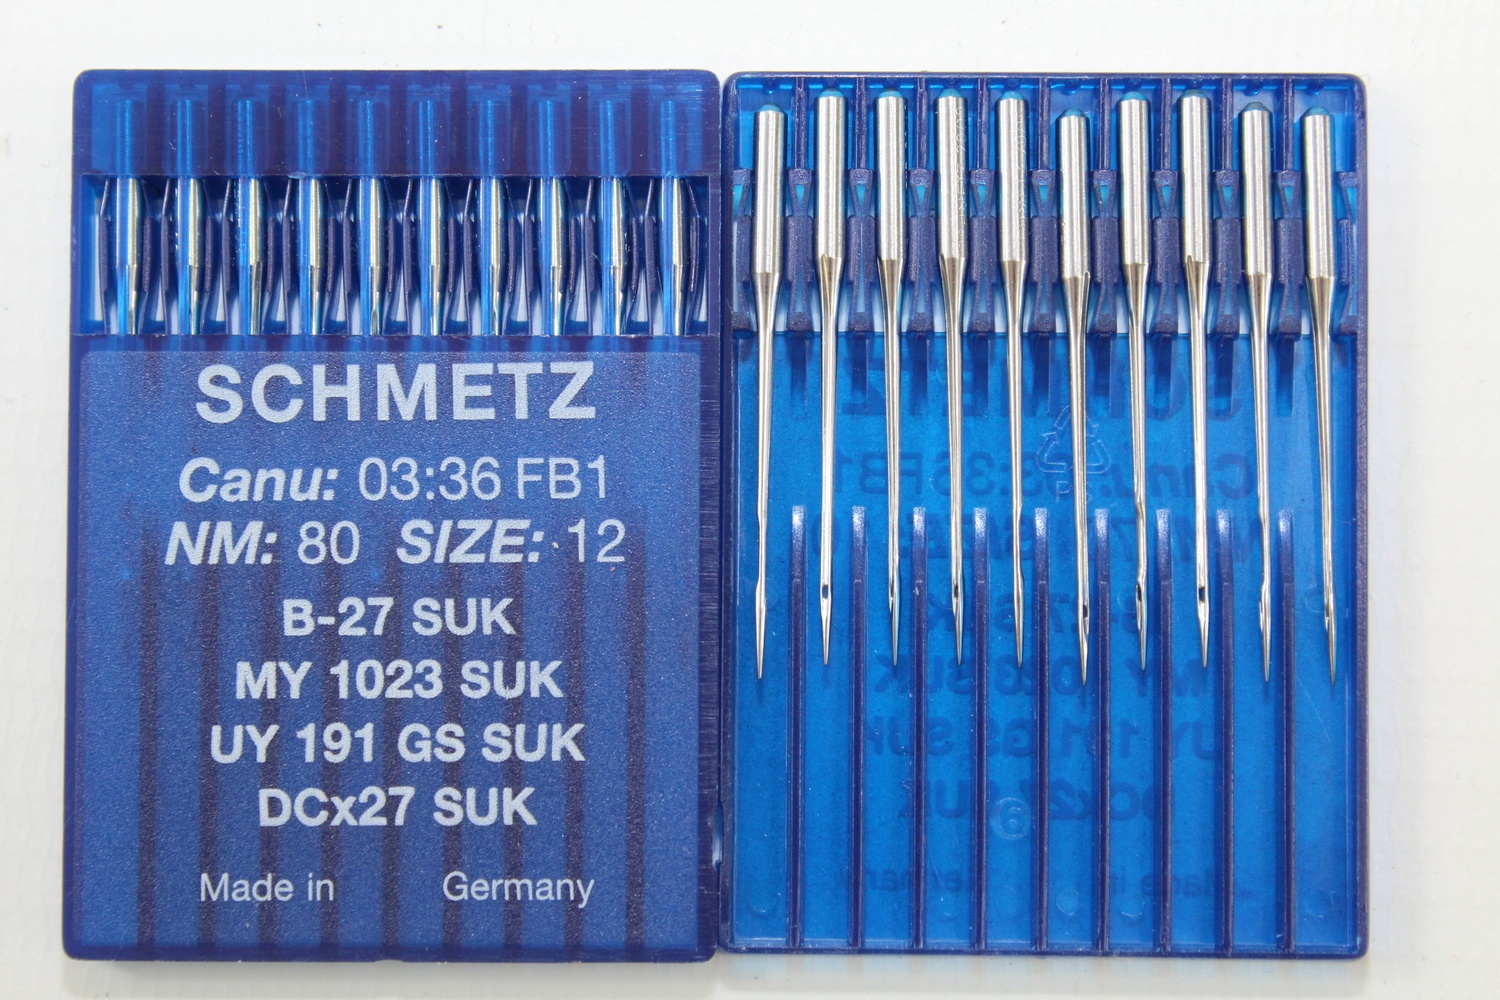 SCHMETZ
Canu: 03:36 FB1
NM: 80 SIZE: 12
B-27 SUK
MY 1023 SUK
UY 191 GS SUK
DCx27 SUK
Made in Germany